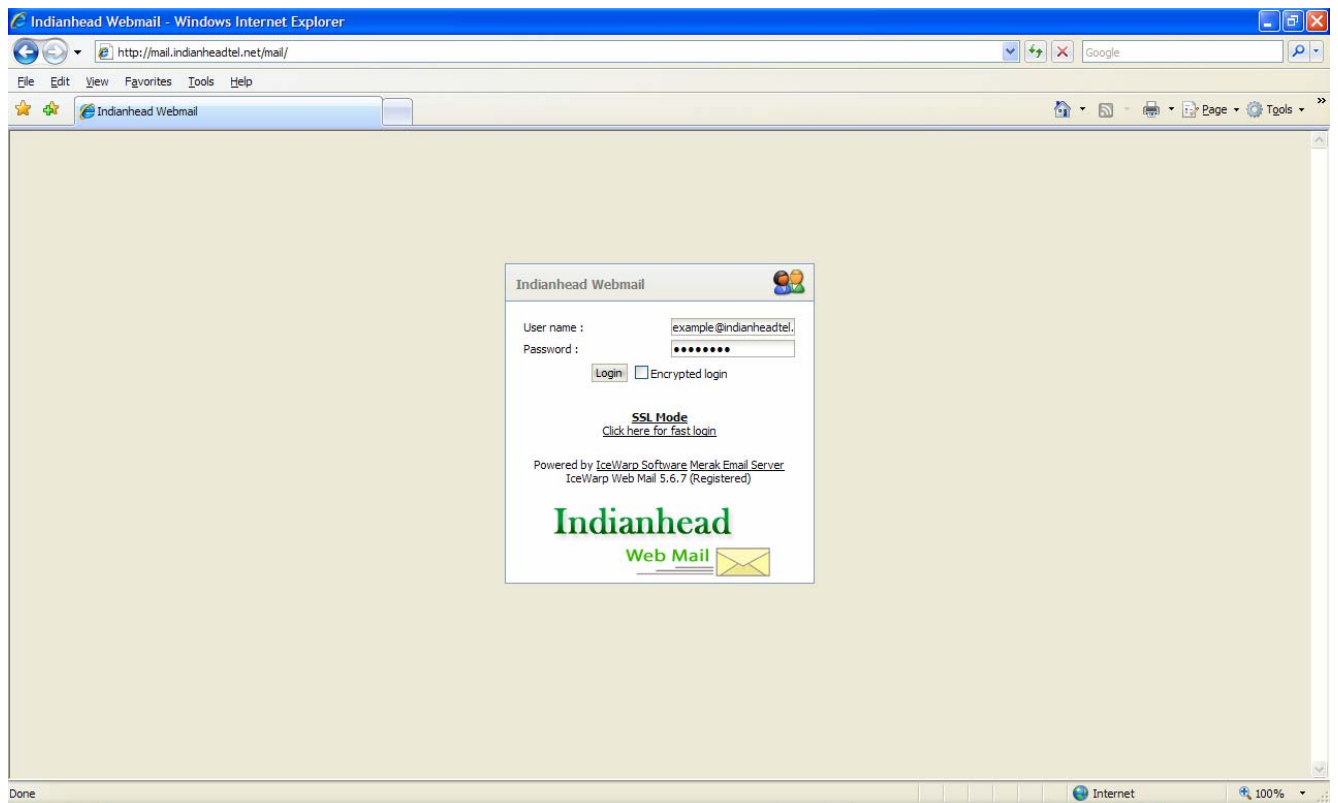 Indianhead Webmail - Windows Internet Explorer
http://mail.indianheadtel.net/mail/
Google
File Edit View Favorites Tools Help
Indianhead Webmail
Page Tools »
Indianhead Webmail
User name : example@indianheadtel.
Password : ••••••••
Login Encrypted login
SSL Mode
Click here for fast login
Powered by IceWarp Software Merak Email Server
IceWarp Web Mail 5.6.7 (Registered)
Indianhead
Web Mail
Done Internet 100%